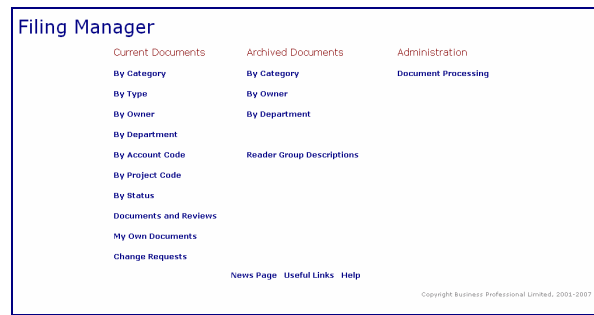 Filing Manager
Current Documents Archived Documents Administration
By Category By Category Document Processing
By Type By Owner
By Owner By Department
By Department
By Account Code Reader Group Descriptions
By Project Code
By Status
Documents and Reviews
My Own Documents
Change Requests
News Page Useful Links Help
Copyright Business Professional Limited, 2001-2007